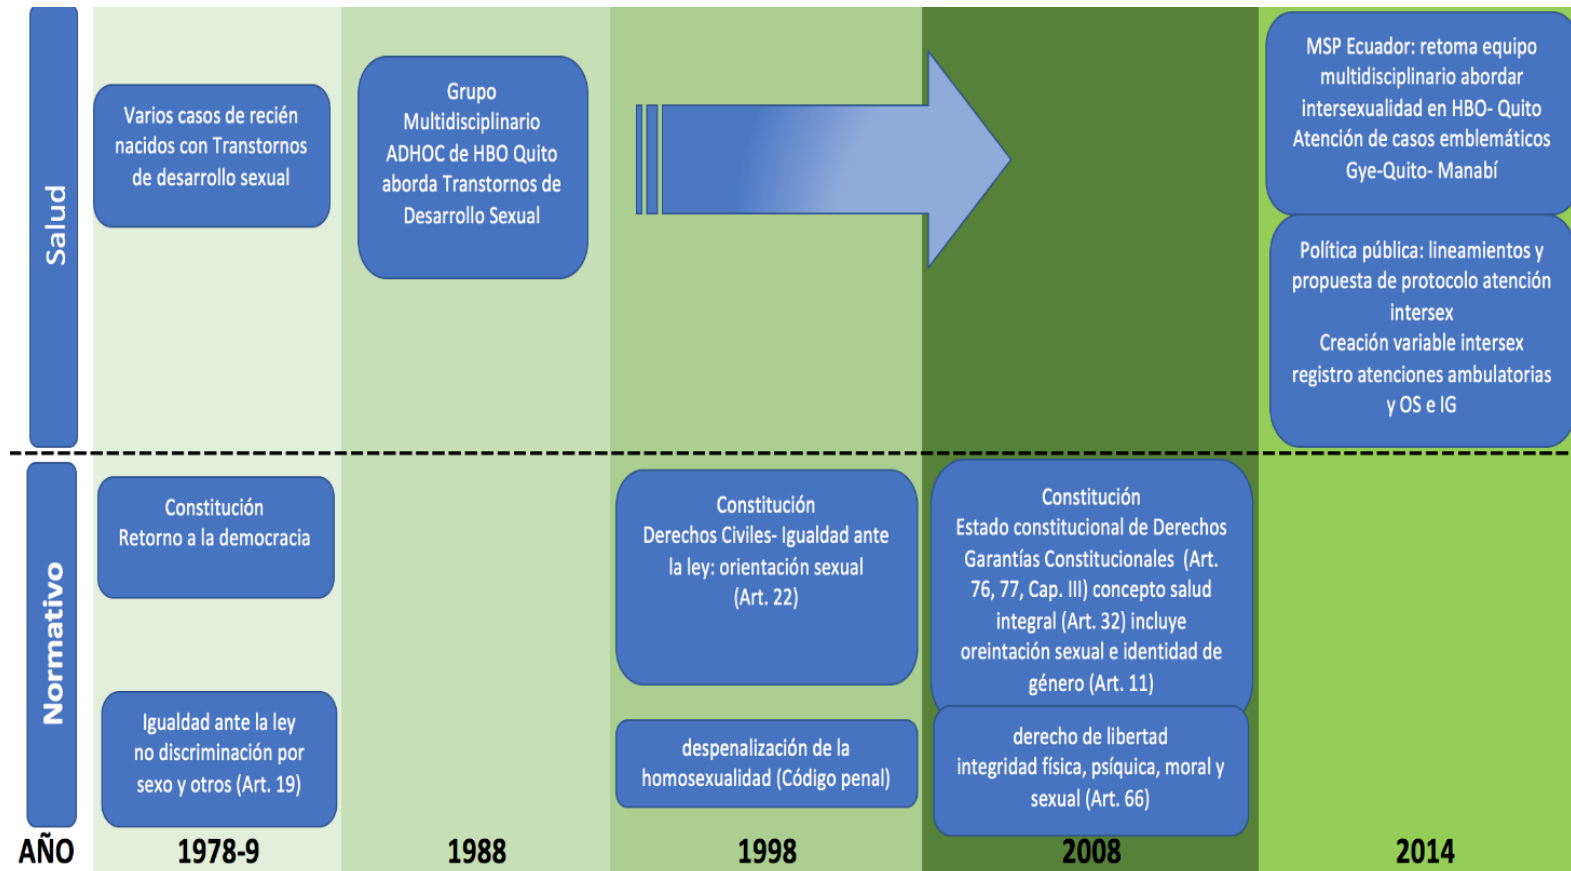 Salud
Varios casos de recién
nacidos con Transtornos
de desarrollo sexual
Grupo
Multidisciplinario
ADHOC de HBO Quito
aborda Transtornos de
Desarrollo Sexual
MSP Ecuador: retoma equipo
multidisciplinario abordar
intersexualidad en HBO- Quito
Atención de casos emblemáticos
Gye-Quito- Manabí
Política pública: lineamientos y
propuesta de protocolo atención
intersex
Creación variable intersex
registro atenciones ambulatorias
y OS e IG
Normativo
Constitución
Retorno a la democracia
Igualdad ante la ley
no discriminación por
sexo y otros (Art. 19)
Constitución
Derechos Civiles- Igualdad ante
la ley: orientación sexual
(Art. 22)
despenalización de la
homosexualidad (Código penal)
Constitución
Estado constitucional de Derechos
Garantías Constitucionales (Art.
76, 77, Cap. III) concepto salud
integral (Art. 32) incluye
oreintación sexual e identidad de
género (Art. 11)
derecho de libertad
integridad física, psíquica, moral y
sexual (Art. 66)
AÑO
1978-9
1988
1998
2008
2014